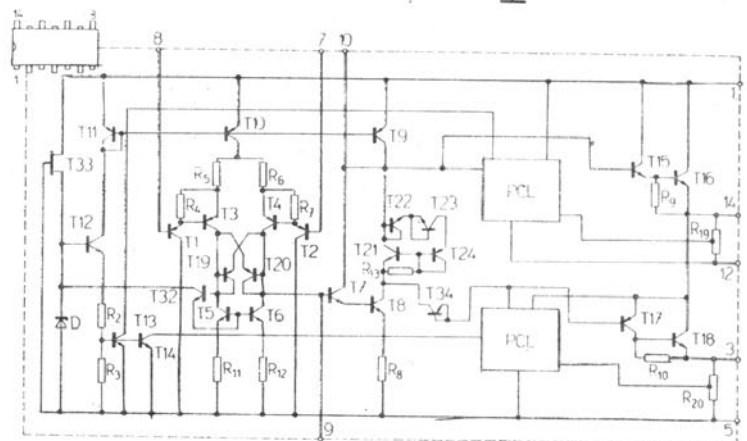 14 8
1
8 7 10
1
T11 T10 T9
T15 T16
T33
R5 R6
R9
PCL
R4 T3 T4 R7
T22 T23
14
T12
T1 T2
R19
T21 T24
T19 T20
R13
12
T32
T7 T8 T34
D R2
T5 T6
T17 T18
T13
PCL
3
T14
R3
R11 R12 R8
R10
R20
9
5